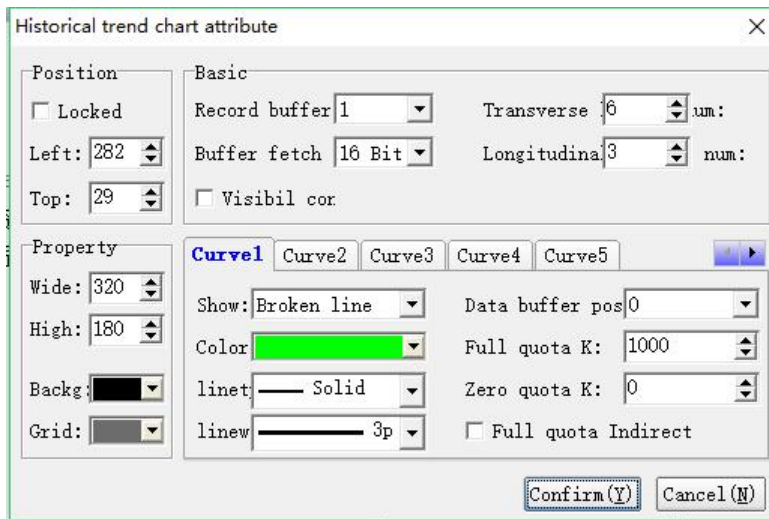 Historical trend chart attribute
Position
Locked
Left: 282
Top: 29
Basic
Record buffer 1
Transverse 6 um:
Buffer fetch 16 Bit
Longitudinal 3 num:
Visibil cor
Property
Wide: 320
High: 180
Backg:
Grid:
Curve1 Curve2 Curve3 Curve4 Curve5
Show: Broken line
Data buffer pos 0
Color
Full quota K: 1000
linet Solid
Zero quota K: 0
linew 3p
Full quota Indirect
Confirm(Y) Cancel(N)